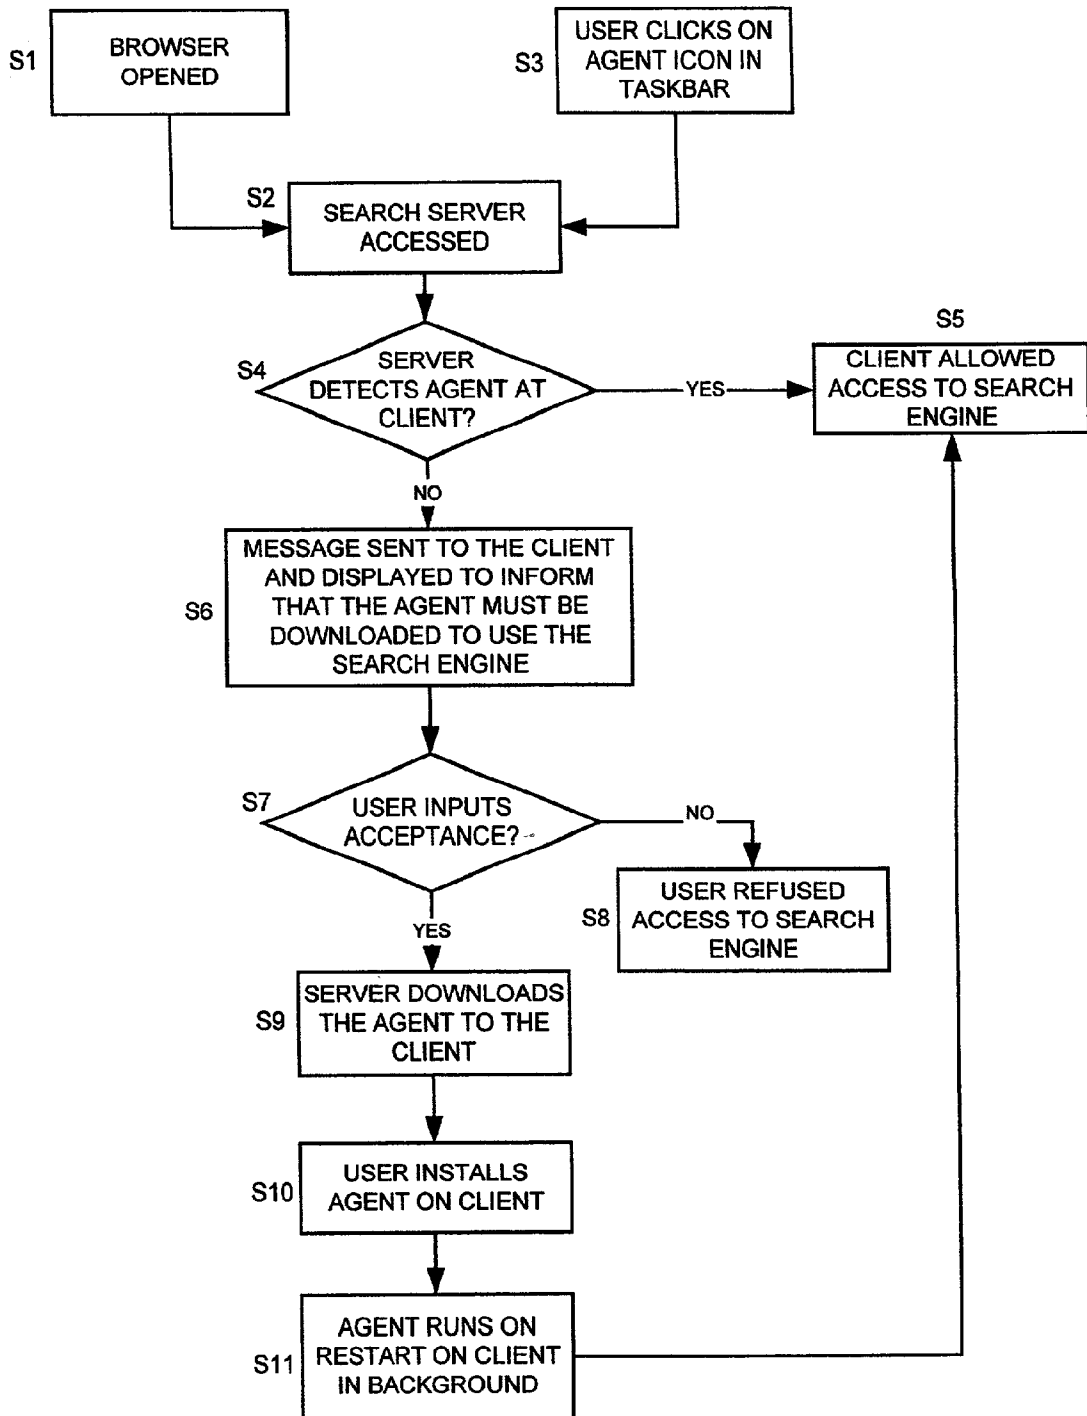 S1
BROWSER
OPENED
S3
USER CLICKS ON
AGENT ICON IN
TASKBAR
S2
SEARCH SERVER
ACCESSED
S4
SERVER
DETECTS AGENT AT
CLIENT?
YES
S5
CLIENT ALLOWED
ACCESS TO SEARCH
ENGINE
NO
S6
MESSAGE SENT TO THE CLIENT
AND DISPLAYED TO INFORM
THAT THE AGENT MUST BE
DOWNLOADED TO USE THE
SEARCH ENGINE
S7
USER INPUTS
ACCEPTANCE?
NO
S8
USER REFUSED
ACCESS TO SEARCH
ENGINE
YES
S9
SERVER DOWNLOADS
THE AGENT TO THE
CLIENT
S10
USER INSTALLS
AGENT ON CLIENT
S11
AGENT RUNS ON
RESTART ON CLIENT
IN BACKGROUND